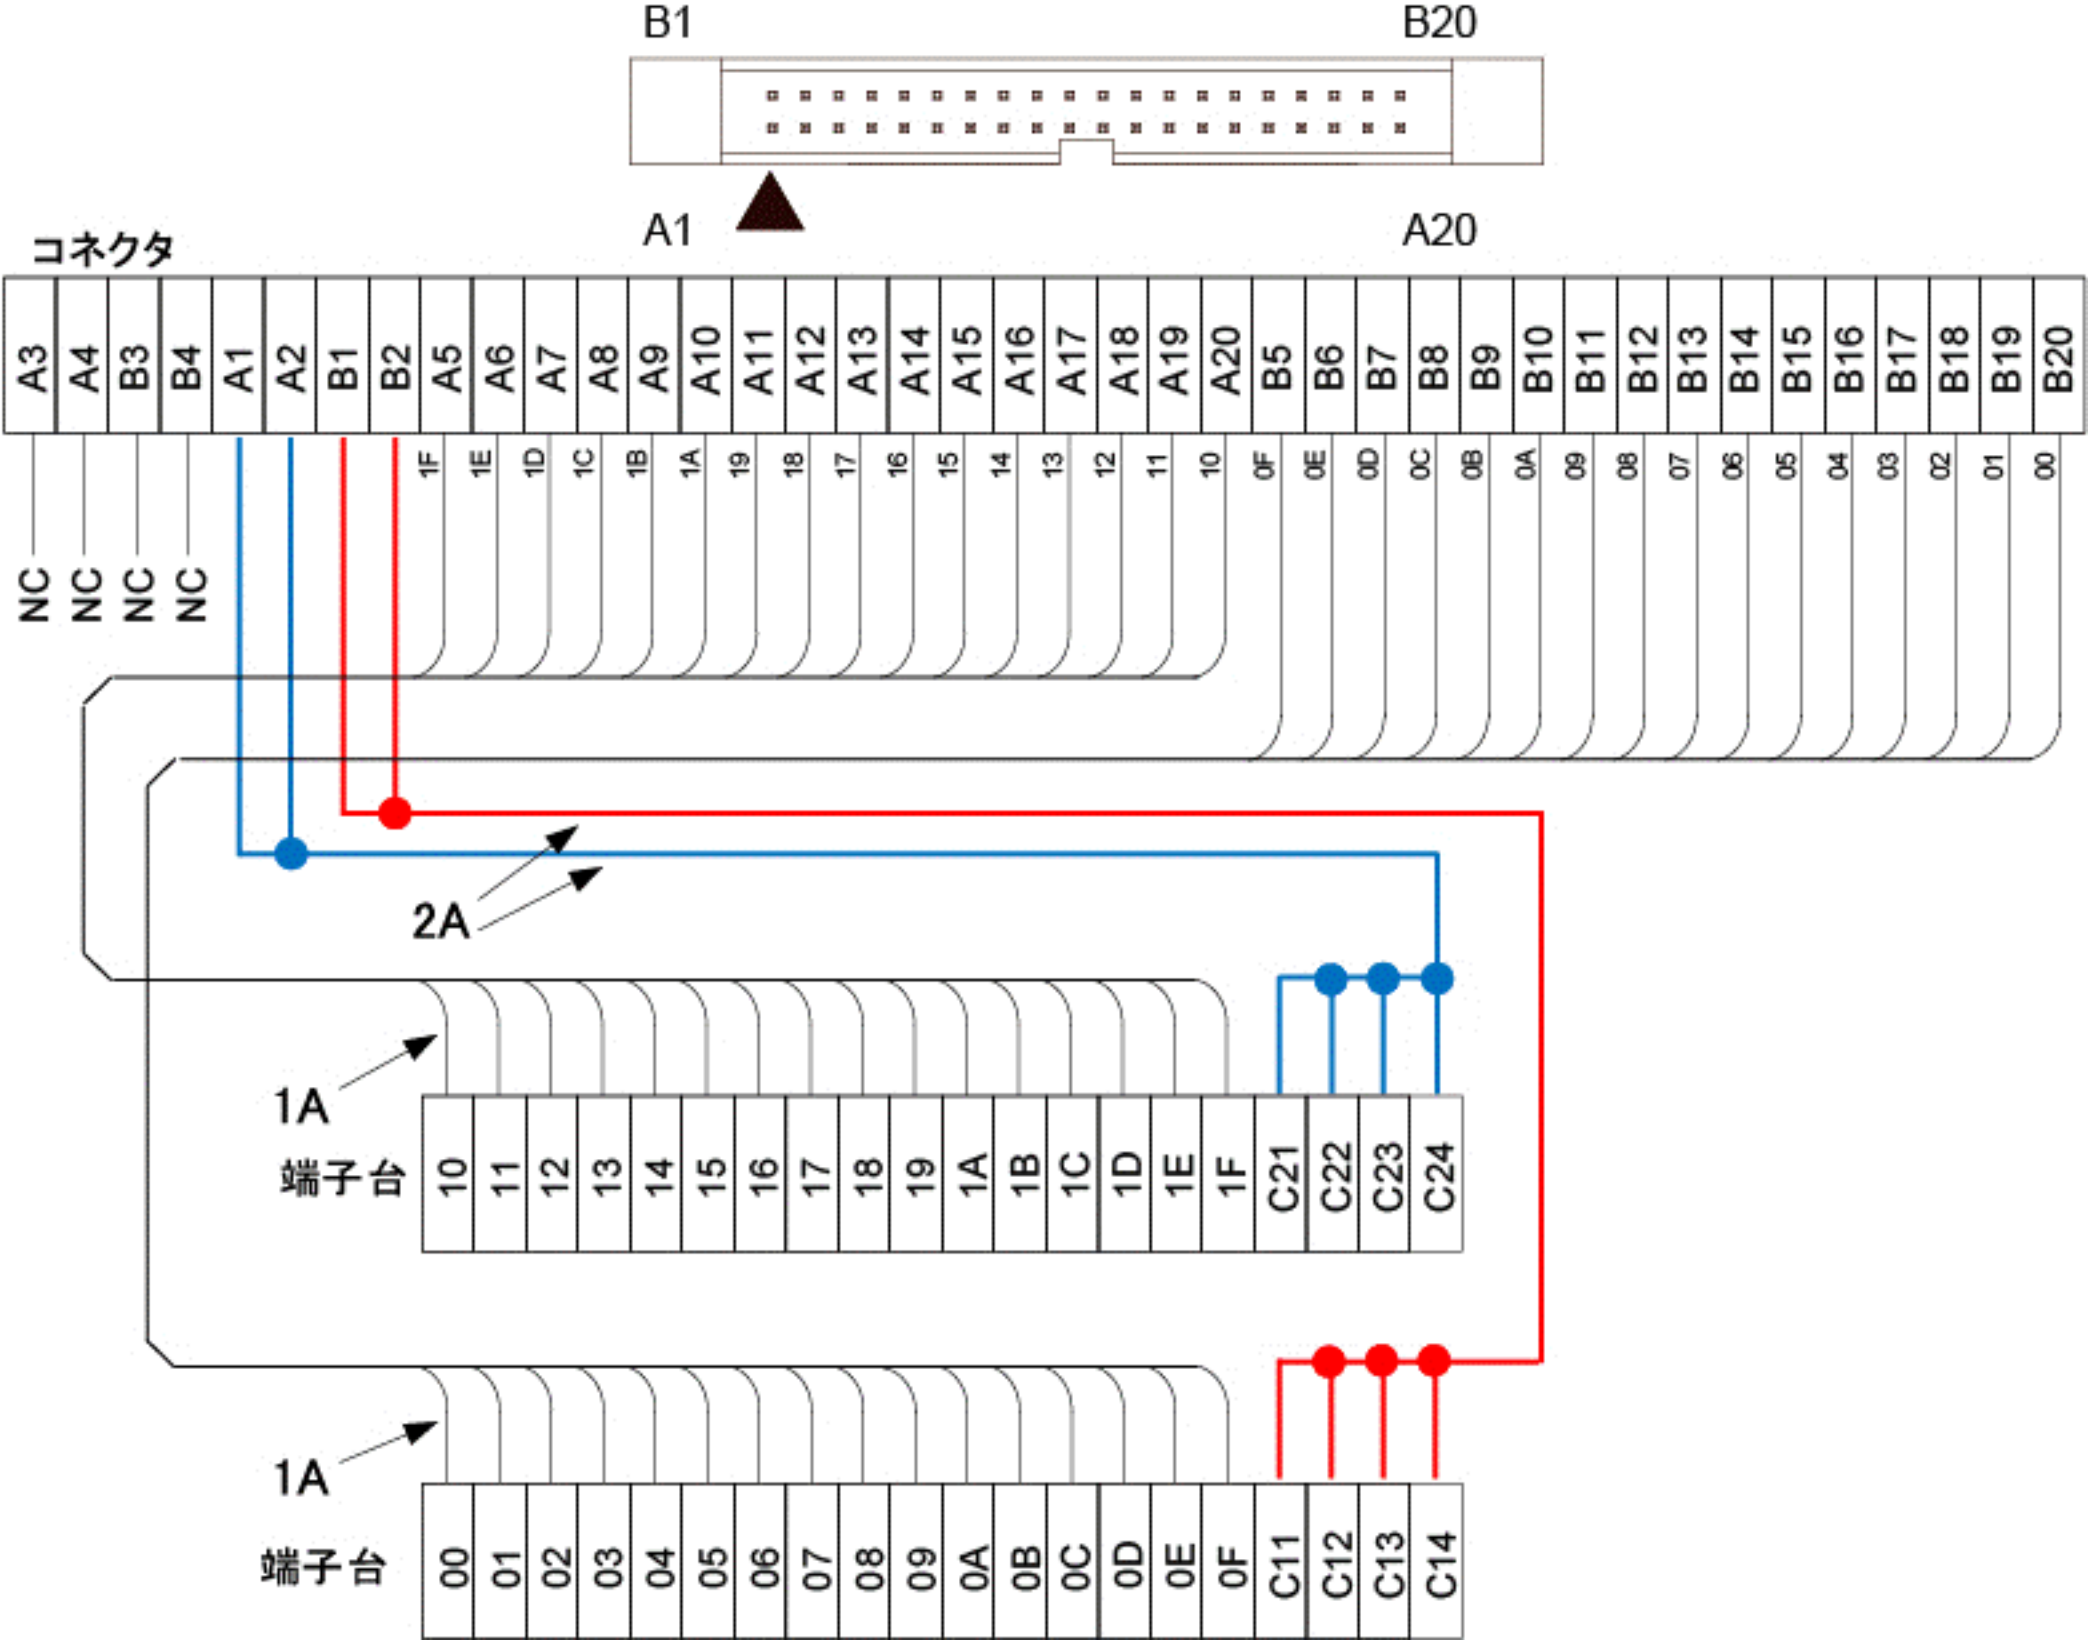 B1 B20
A1 A20
コネクタ
A3 A4 B3 B4 A1 A2 B1 B2 A5 A6 A7 A8 A9 A10 A11 A12 A13 A14 A15 A16 A17 A18 A19 A20 B5 B6 B7 B8 B9 B10 B11 B12 B13 B14 B15 B16 B17 B18 B19 B20
1F 1E 1D 1C 1B 1A 19 18 17 16 15 14 13 12 11 10 0F 0E 0D 0C 0B 0A 09 08 07 06 05 04 03 02 01 00
NC NC NC NC
2A
1A
端子台
10 11 12 13 14 15 16 17 18 19 1A 1B 1C 1D 1E 1F C21 C22 C23 C24
1A
端子台
00 01 02 03 04 05 06 07 08 09 0A 0B 0C 0D 0E 0F C11 C12 C13 C14